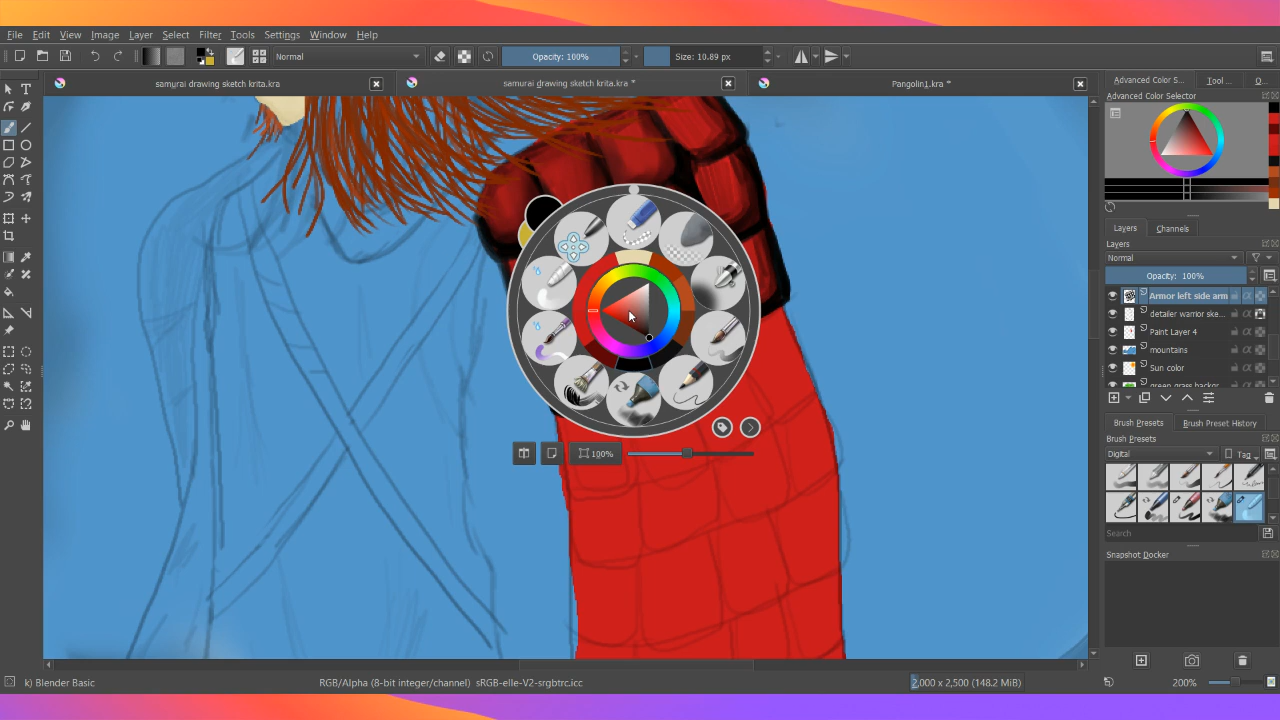 File Edit View Image Layer Select Filter Tools Settings Window Help
Normal Opacity: 100% Size: 10.89 px
samurai drawing sketch krita.kra samurai drawing sketch krita.kra * Pangolin1.kra *
Advanced Color S... Tool ... O...
Advanced Color Selector
Layers Channels
Layers
Normal
Opacity: 100%
Armor left side arm
detailer warrior ske...
Paint Layer 4
mountains
Sun color
green grass backgr
Brush Presets Brush Preset History
Brush Presets
Digital Tag
Search
Snapshot Docker
100%
k) Blender Basic RGB/Alpha (8-bit integer/channel) sRGB-elle-V2-srgbtrc.icc 2,000 x 2,500 (148.2 MiB) 200%